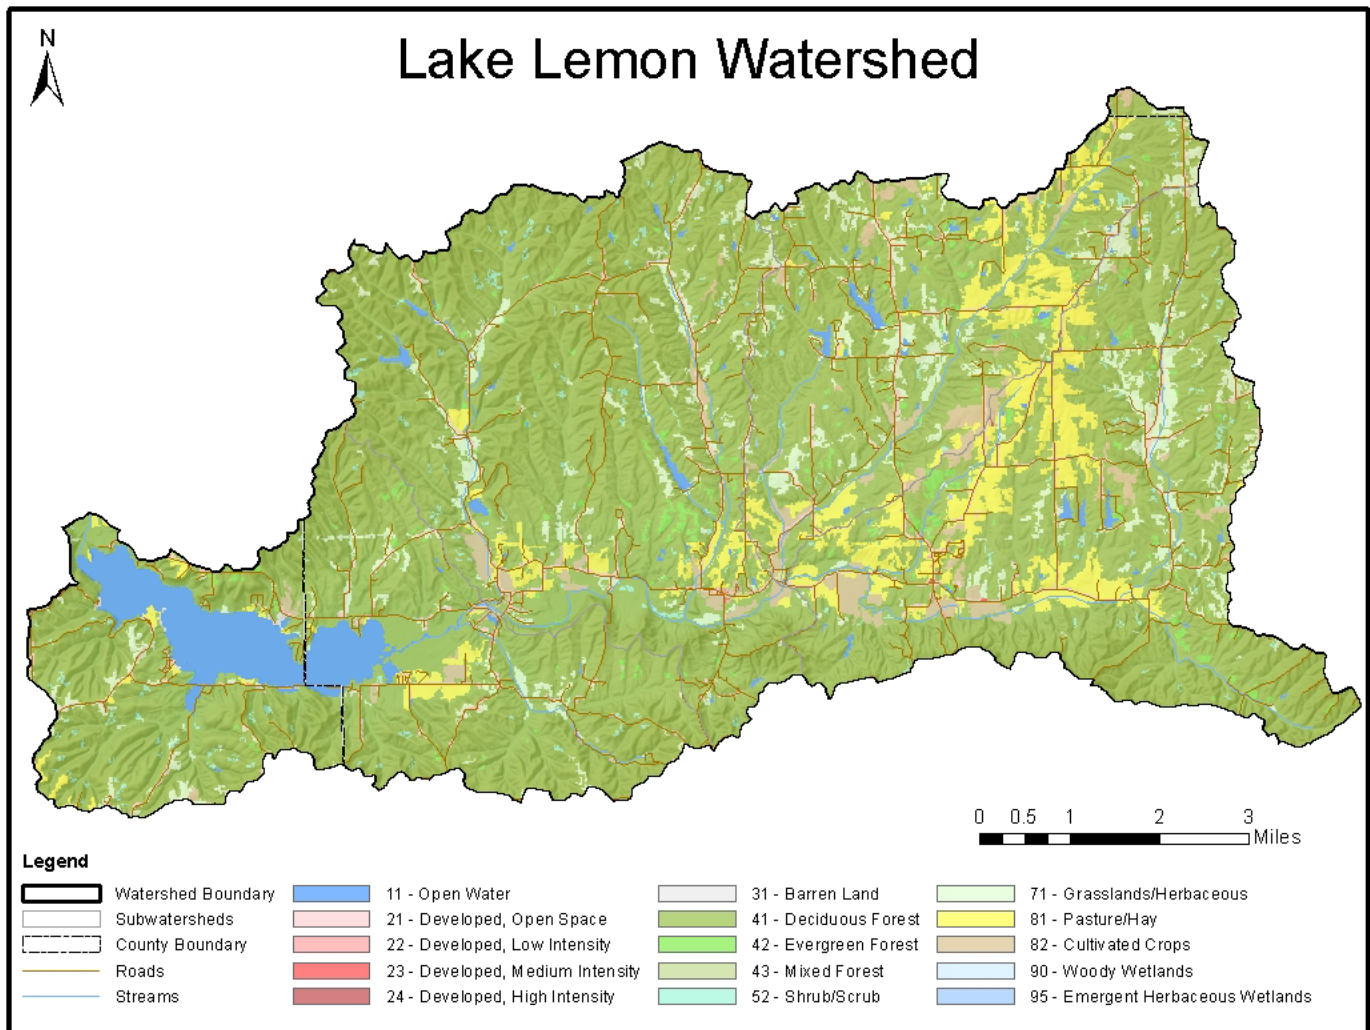 N
Lake Lemon Watershed
0 0.5 1 2 3
Miles
Legend
Watershed Boundary
Subwatersheds
County Boundary
Roads
Streams
11 - Open Water
21 - Developed, Open Space
22 - Developed, Low Intensity
23 - Developed, Medium Intensity
24 - Developed, High Intensity
31 - Barren Land
41 - Deciduous Forest
42 - Evergreen Forest
43 - Mixed Forest
52 - Shrub/Scrub
71 - Grasslands/Herbaceous
81 - Pasture/Hay
82 - Cultivated Crops
90 - Woody Wetlands
95 - Emergent Herbaceous Wetlands